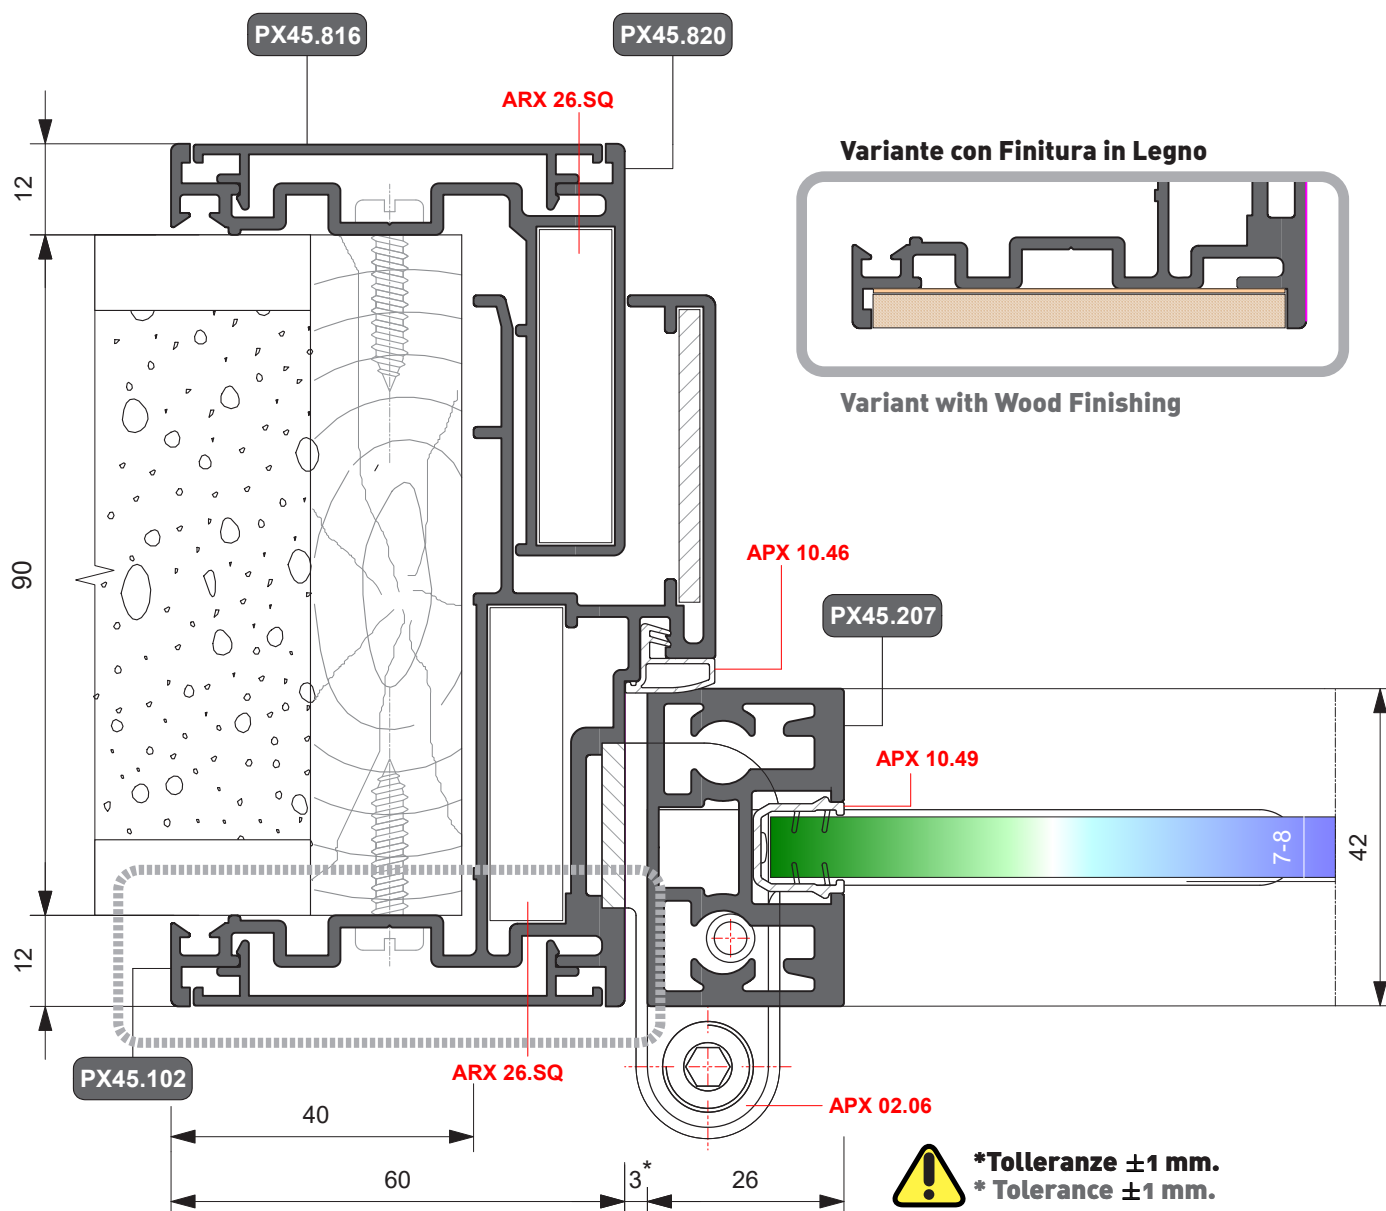 PX45.816
PX45.820
ARX 26.SQ
12
Variante con Finitura in Legno
Variant with Wood Finishing
90
APX 10.46
PX45.207
APX 10.49
7-8
42
12
PX45.102
ARX 26.SQ
APX 02.06
40
60
3*
26
*Tolleranze ±1 mm.
* Tolerance ±1 mm.